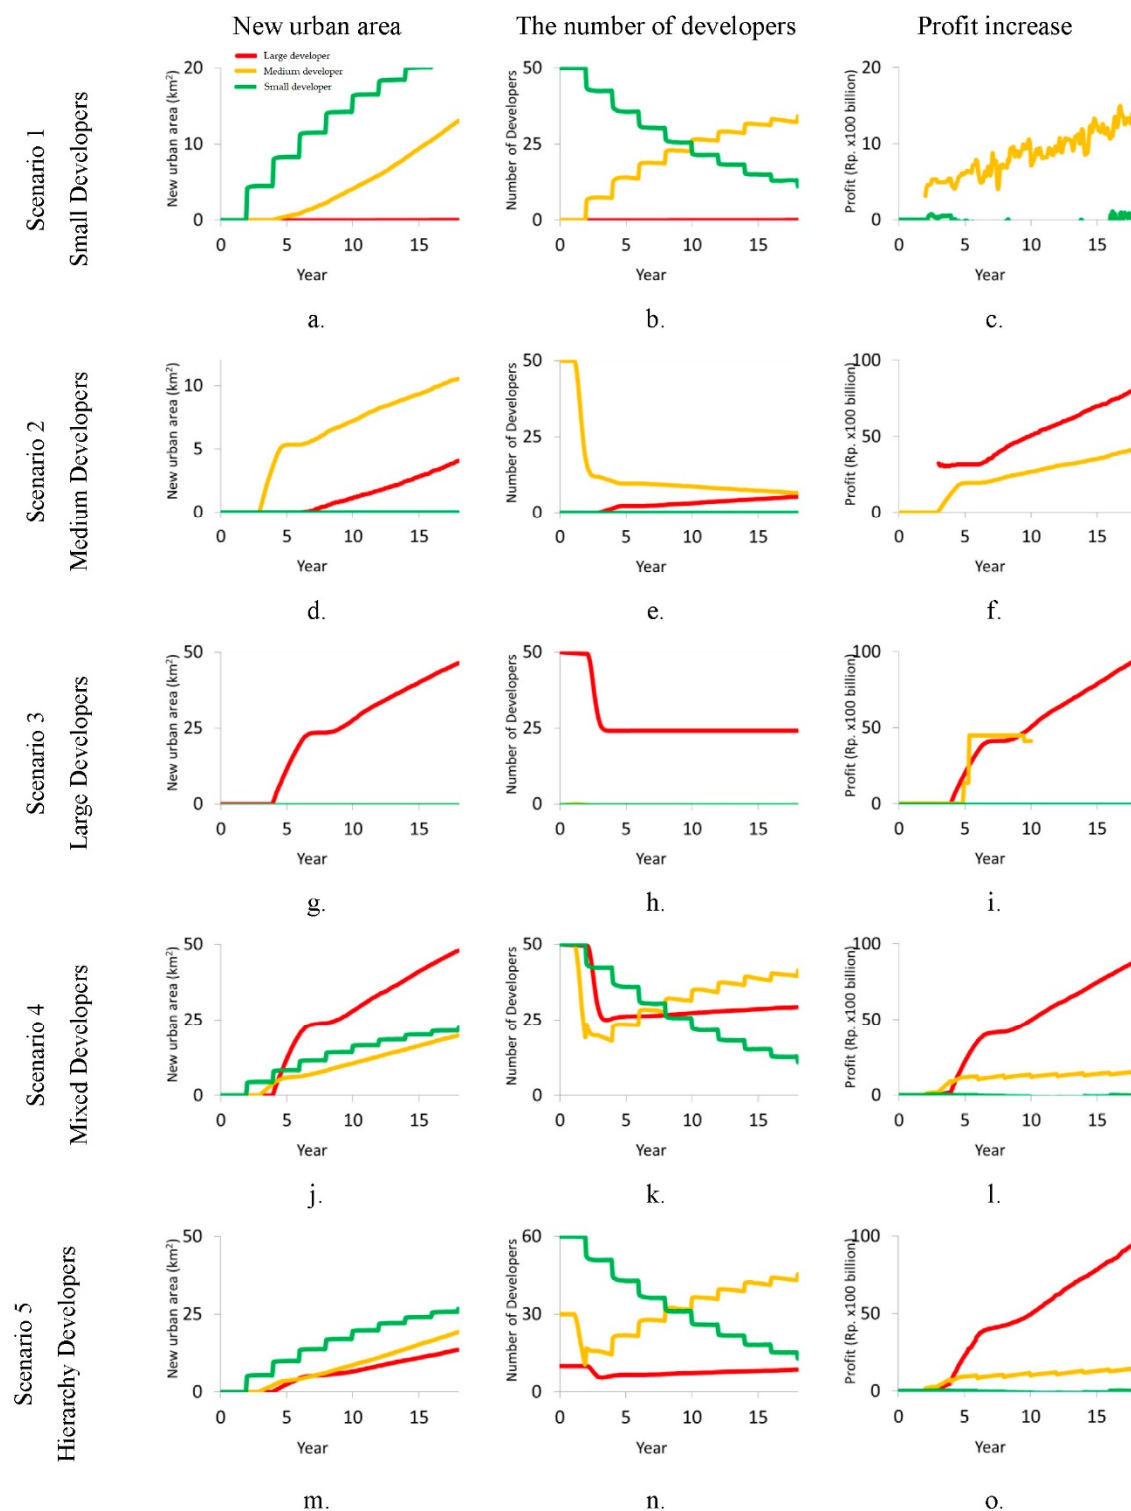 New urban area
The number of developers
Profit increase
Scenario 1
Small Developers
New urban area (km²)
20
10
0
Large developer
Medium developer
Small developer
0 5 10 15
Year
a.
Number of Developers
50
25
0
0 5 10 15
Year
b.
Profit (Rp. x100 billion)
20
10
0
0 5 10 15
Year
c.
Scenario 2
Medium Developers
New urban area (km²)
10
5
0
0 5 10 15
Year
d.
Number of Developers
50
25
0
0 5 10 15
Year
e.
Profit (Rp. x100 billion)
100
50
0
0 5 10 15
Year
f.
Scenario 3
Large Developers
New urban area (km²)
50
25
0
0 5 10 15
Year
g.
Number of Developers
50
25
0
0 5 10 15
Year
h.
Profit (Rp. x100 billion)
100
50
0
0 5 10 15
Year
i.
Scenario 4
Mixed Developers
New urban area (km²)
50
25
0
0 5 10 15
Year
j.
Number of Developers
50
25
0
0 5 10 15
Year
k.
Profit (Rp. x100 billion)
100
50
0
0 5 10 15
Year
l.
Scenario 5
Hierarchy Developers
New urban area (km²)
50
25
0
0 5 10 15
Year
m.
Number of Developers
60
30
0
0 5 10 15
Year
n.
Profit (Rp. x100 billion)
100
50
0
0 5 10 15
Year
o.